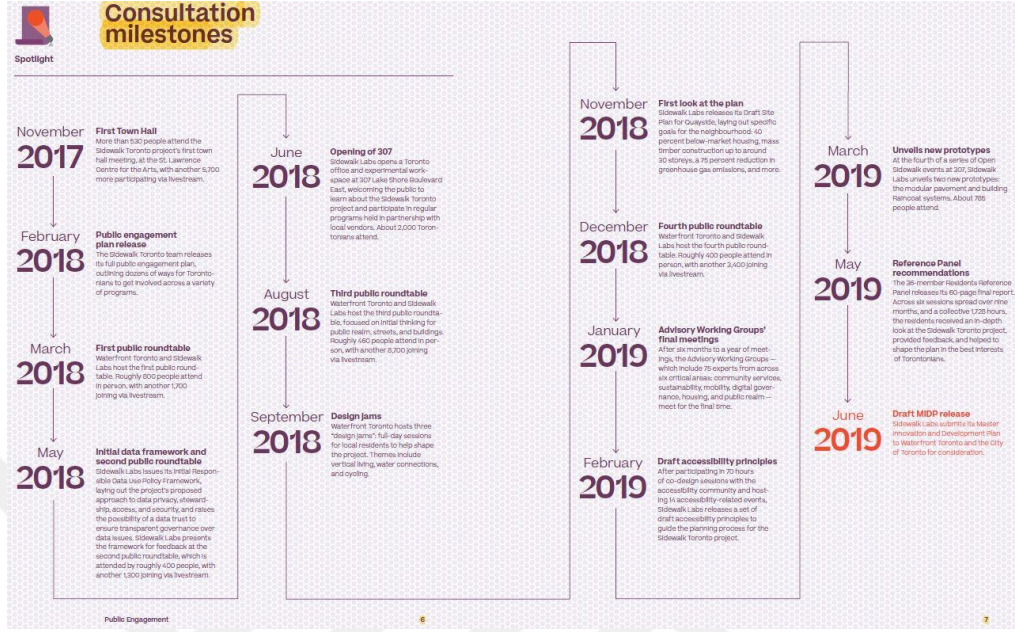 Consultation
milestones
Spotlight
November
2017
First Town Hall
More than 530 people attend the
Sidewalk Toronto project's first town
hall meeting, at the St. Lawrence
Centre for the Arts, with another 5,700
more participating via livestream.
February
2018
Public engagement
plan release
The Sidewalk Toronto team releases
its full public engagement plan,
outlining dozens of ways for Toronto-
nians to get involved across a variety
of programs.
March
2018
First public roundtable
Waterfront Toronto and Sidewalk
Labs host the first public round-
table. Roughly 800 people attend
in person, with another 1,700
joining via livestream.
May
2018
Initial data framework and
second public roundtable
Sidewalk Labs issues its Initial Respon-
sible Data Use Policy Framework,
laying out the project's proposed
approach to data privacy, steward-
ship, access, and security, and raises
the possibility of a data trust to
ensure transparent governance over
data issues. Sidewalk Labs presents
the framework for feedback at the
second public roundtable, which is
attended by roughly 400 people, with
another 1,300 joining via livestream.
June
2018
Opening of 307
Sidewalk Labs opens a Toronto
office and experimental work-
space at 307 Lake Shore Boulevard
East, welcoming the public to
learn about the Sidewalk Toronto
project and participate in regular
programs held in partnership with
local vendors. About 2,000 Toron-
tonians attend.
August
2018
Third public roundtable
Waterfront Toronto and Sidewalk
Labs host the third public roundta-
ble, focused on initial thinking for
public realm, streets, and buildings.
Roughly 460 people attend in per-
son, with another 8,700 joining
via livestream.
September
2018
Design jams
Waterfront Toronto hosts three
"design jams": full-day sessions
for local residents to help shape
the project. Themes include
vertical living, water connections,
and cycling.
November
2018
First look at the plan
Sidewalk Labs releases its Draft Site
Plan for Quayside, laying out specific
goals for the neighbourhood: 40
percent below-market housing, mass
timber construction up to around
30 storeys, a 75 percent reduction in
greenhouse gas emissions, and more.
December
2018
Fourth public roundtable
Waterfront Toronto and Sidewalk
Labs host the fourth public round-
table. Roughly 400 people attend in
person, with another 3,400 joining
via livestream.
January
2019
Advisory Working Groups'
final meetings
After six months to a year of meet-
ings, the Advisory Working Groups —
which include 75 experts from across
six critical areas: community services,
sustainability, mobility, digital gover-
nance, housing, and public realm —
meet for the final time.
February
2019
Draft accessibility principles
After participating in 70 hours
of co-design sessions with the
accessibility community and host-
ing 14 accessibility-related events,
Sidewalk Labs releases a set of
draft accessibility principles to
guide the planning process for the
Sidewalk Toronto project.
March
2019
Unveils new prototypes
At the fourth of a series of Open
Sidewalk events at 307, Sidewalk
Labs unveils two new prototypes:
the modular pavement and building
Raincoat systems. About 785
people attend.
May
2019
Reference Panel
recommendations
The 36-member Residents Reference
Panel releases its 60-page final report.
Across six sessions spread over nine
months, and a collective 1,728 hours,
the residents received an in-depth
look at the Sidewalk Toronto project,
provided feedback, and helped to
shape the plan in the best interests
of Torontonians.
June
2019
Draft MIDP release
Sidewalk Labs submits its Master
Innovation and Development Plan
to Waterfront Toronto and the City
of Toronto for consideration.
Public Engagement
6
7